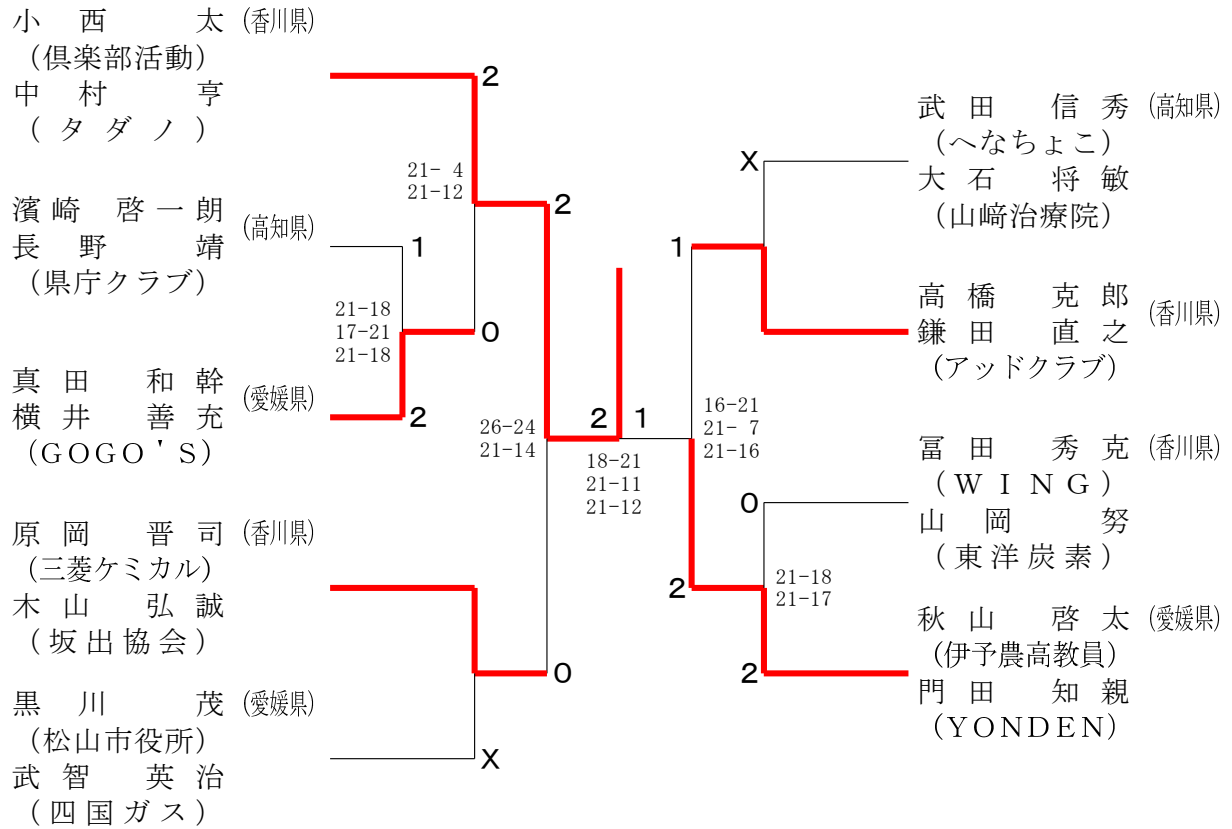 小西 太 (香川県)
(倶楽部活動)
中村 亨
(タダノ)
濱崎 啓一朗
長野 靖
(高知県)
(県庁クラブ)
真田 和幹
横井 善充
(愛媛県)
(GOGO'S)
原岡 晋司 (香川県)
(三菱ケミカル)
木山 弘誠
(坂出協会)
黒川 茂 (愛媛県)
(松山市役所)
武智 英治
(四国ガス)
2
21- 4
21-12
2
1
21-18
17-21
21-18
0
2
26-24
21-14
2
1
18-21
21-11
21-12
0
X
X
1
16-21
21- 7
21-16
0
2
21-18
21-17
2
武田 信秀 (高知県)
(へなちょこ)
大石 将敏
(山﨑治療院)
高橋 克郎
鎌田 直之
(香川県)
(アッドクラブ)
冨田 秀克 (香川県)
(WING)
山岡 努
(東洋炭素)
秋山 啓太 (愛媛県)
(伊予農高教員)
門田 知親
(YONDEN)